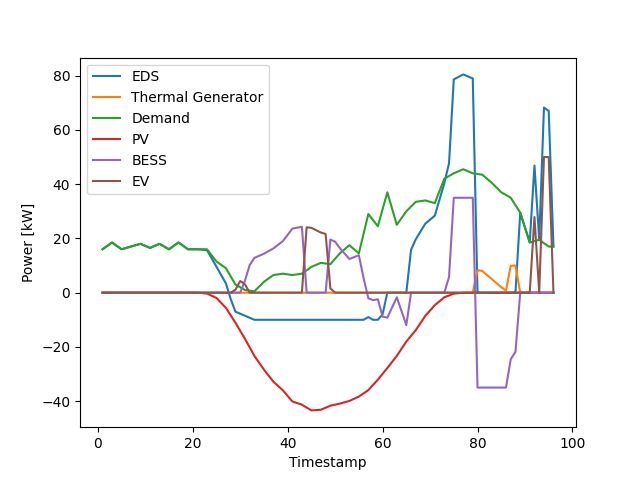 80
60
40
20
0
−20
−40
Power [kW]
EDS
Thermal Generator
Demand
PV
BESS
EV
0 20 40 60 80 100
Timestamp